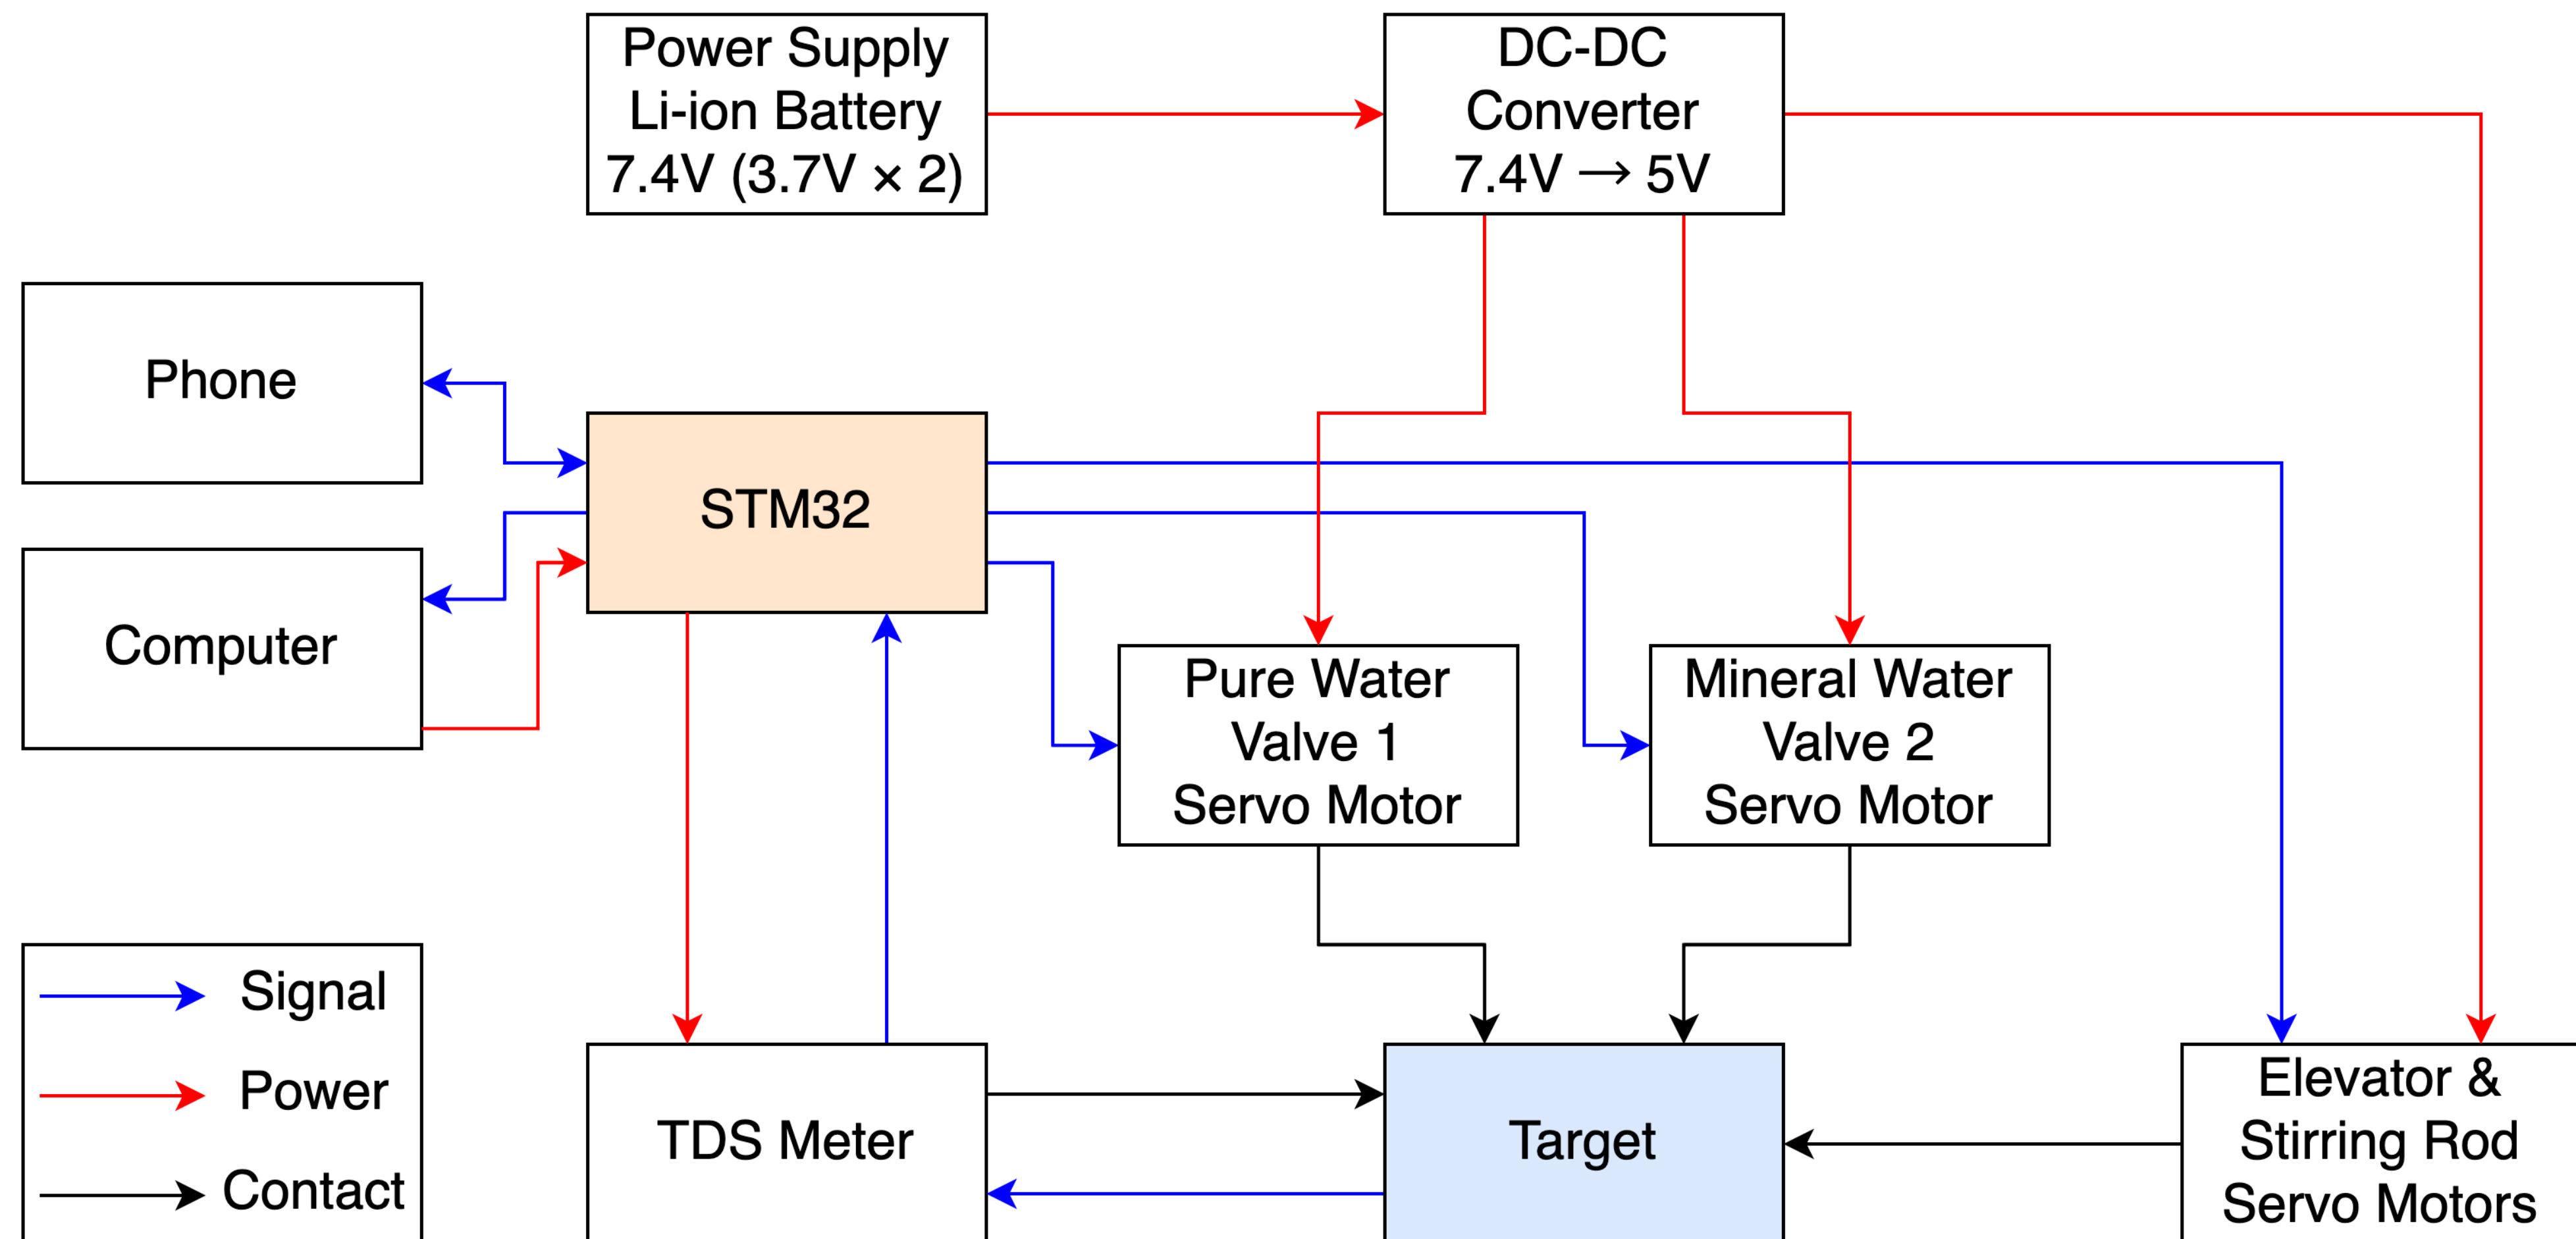 Power Supply
Li-ion Battery
7.4V (3.7V × 2)
DC-DC
Converter
7.4V → 5V
Phone
STM32
Computer
Pure Water
Valve 1
Servo Motor
Mineral Water
Valve 2
Servo Motor
Signal
Power
Contact
TDS Meter
Target
Elevator &
Stirring Rod
Servo Motors